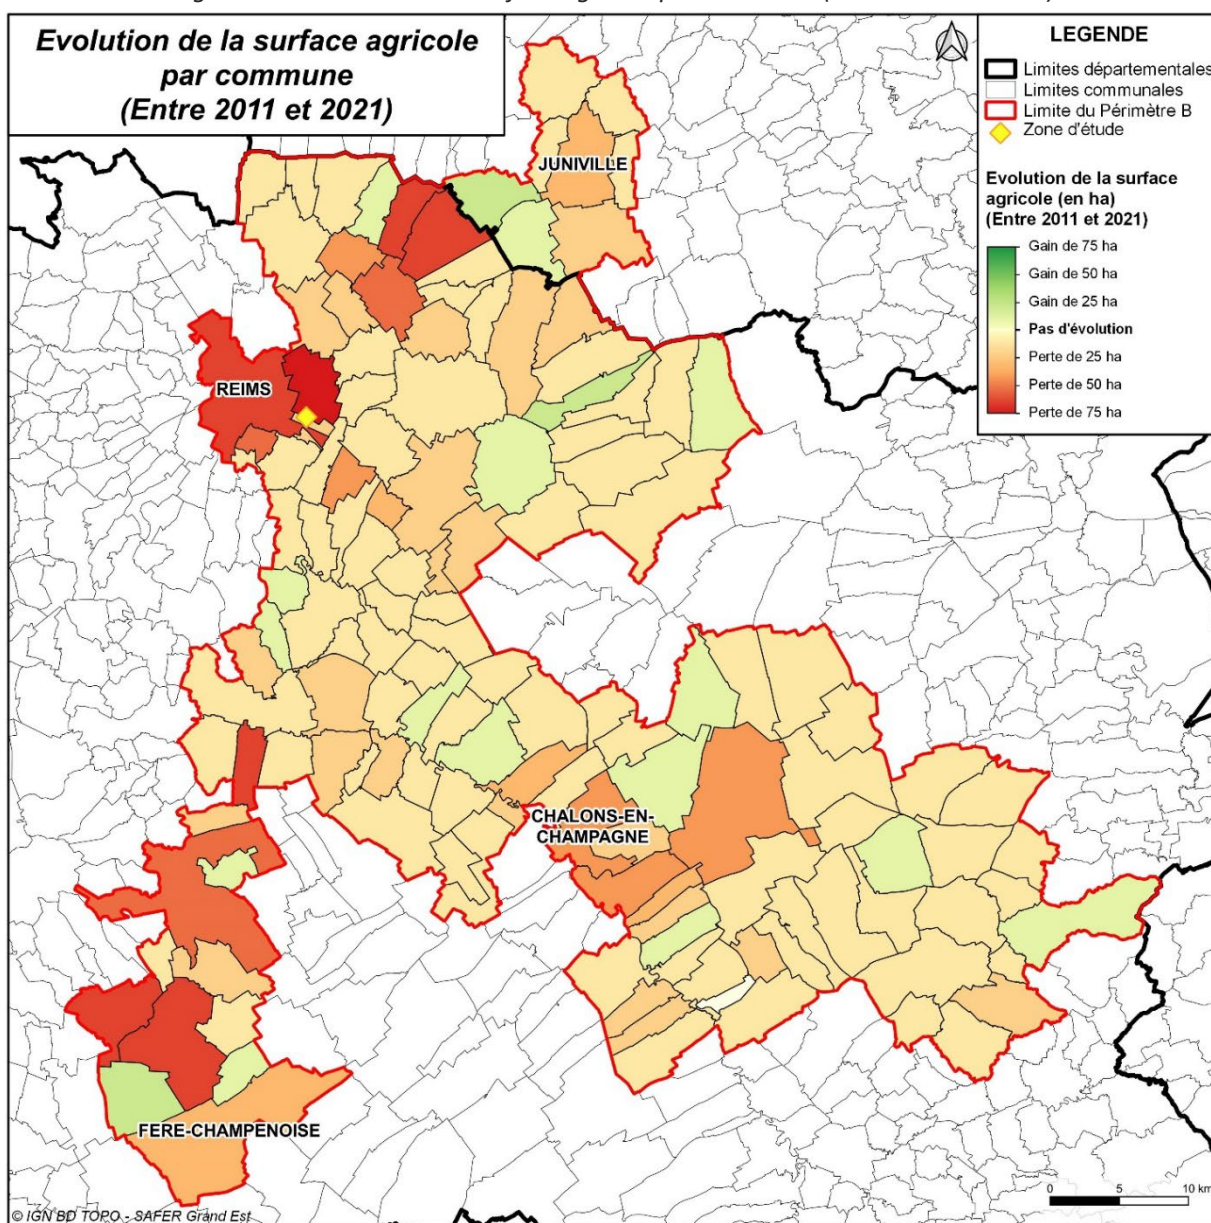 Evolution de la surface agricole
par commune
(Entre 2011 et 2021)
LEGENDE
Limites départementales
Limites communales
Limite du Périmètre B
Zone d'étude
Evolution de la surface
agricole (en ha)
(Entre 2011 et 2021)
Gain de 75 ha
Gain de 50 ha
Gain de 25 ha
Pas d'évolution
Perte de 25 ha
Perte de 50 ha
Perte de 75 ha
JUNIVILLE
REIMS
CHALONS-EN-
CHAMPAGNE
FERE-CHAMPENOISE
0 5 10 km
© IGN BD TOPO - SAFER Grand Est